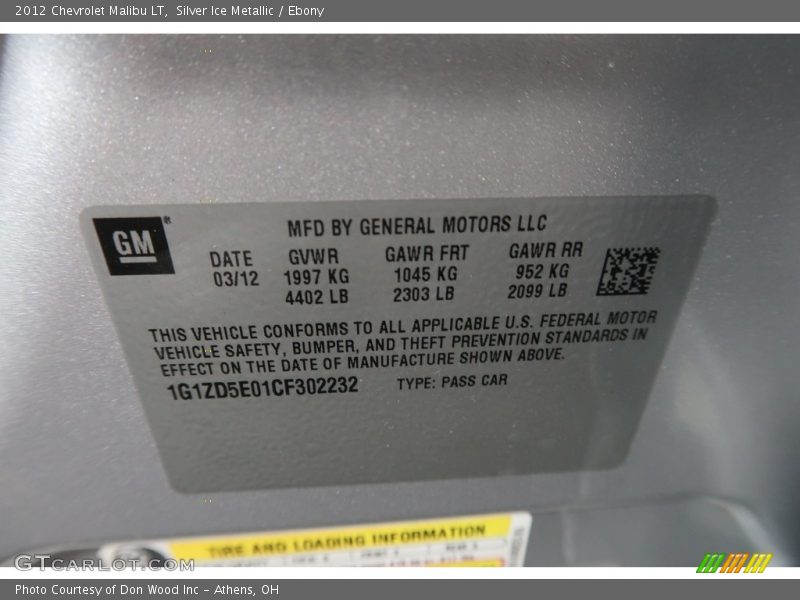 2012 Chevrolet Malibu LT, Silver Ice Metallic / Ebony
GM®
MFD BY GENERAL MOTORS LLC
DATE GVWR GAWR FRT GAWR RR
03/12 1997 KG 1045 KG 952 KG
4402 LB 2303 LB 2099 LB
THIS VEHICLE CONFORMS TO ALL APPLICABLE U.S. FEDERAL MOTOR
VEHICLE SAFETY, BUMPER, AND THEFT PREVENTION STANDARDS IN
EFFECT ON THE DATE OF MANUFACTURE SHOWN ABOVE.
1G1ZD5E01CF302232 TYPE: PASS CAR
TIRE AND LOADING INFORMATION
GTCARLOT.COM
Photo Courtesy of Don Wood Inc - Athens, OH